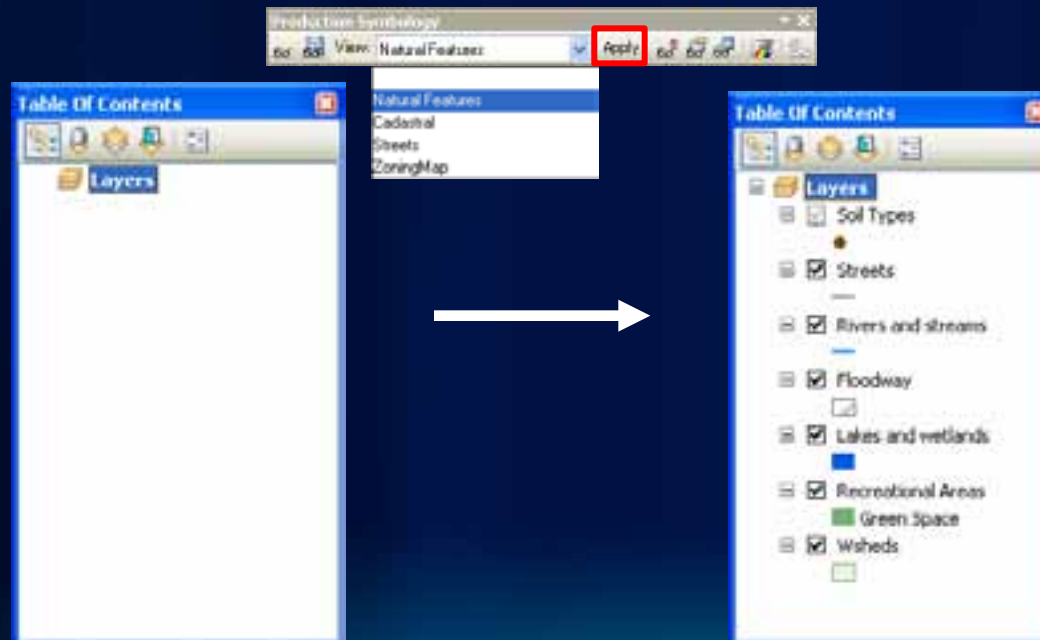 Production Symbology
View: Natural Features
Apply
Natural Features
Cadastral
Streets
ZoningMap
Table Of Contents
Layers
Table Of Contents
Layers
Soil Types
Streets
Rivers and streams
Floodway
Lakes and wetlands
Recreational Areas
Green Space
Wsheds